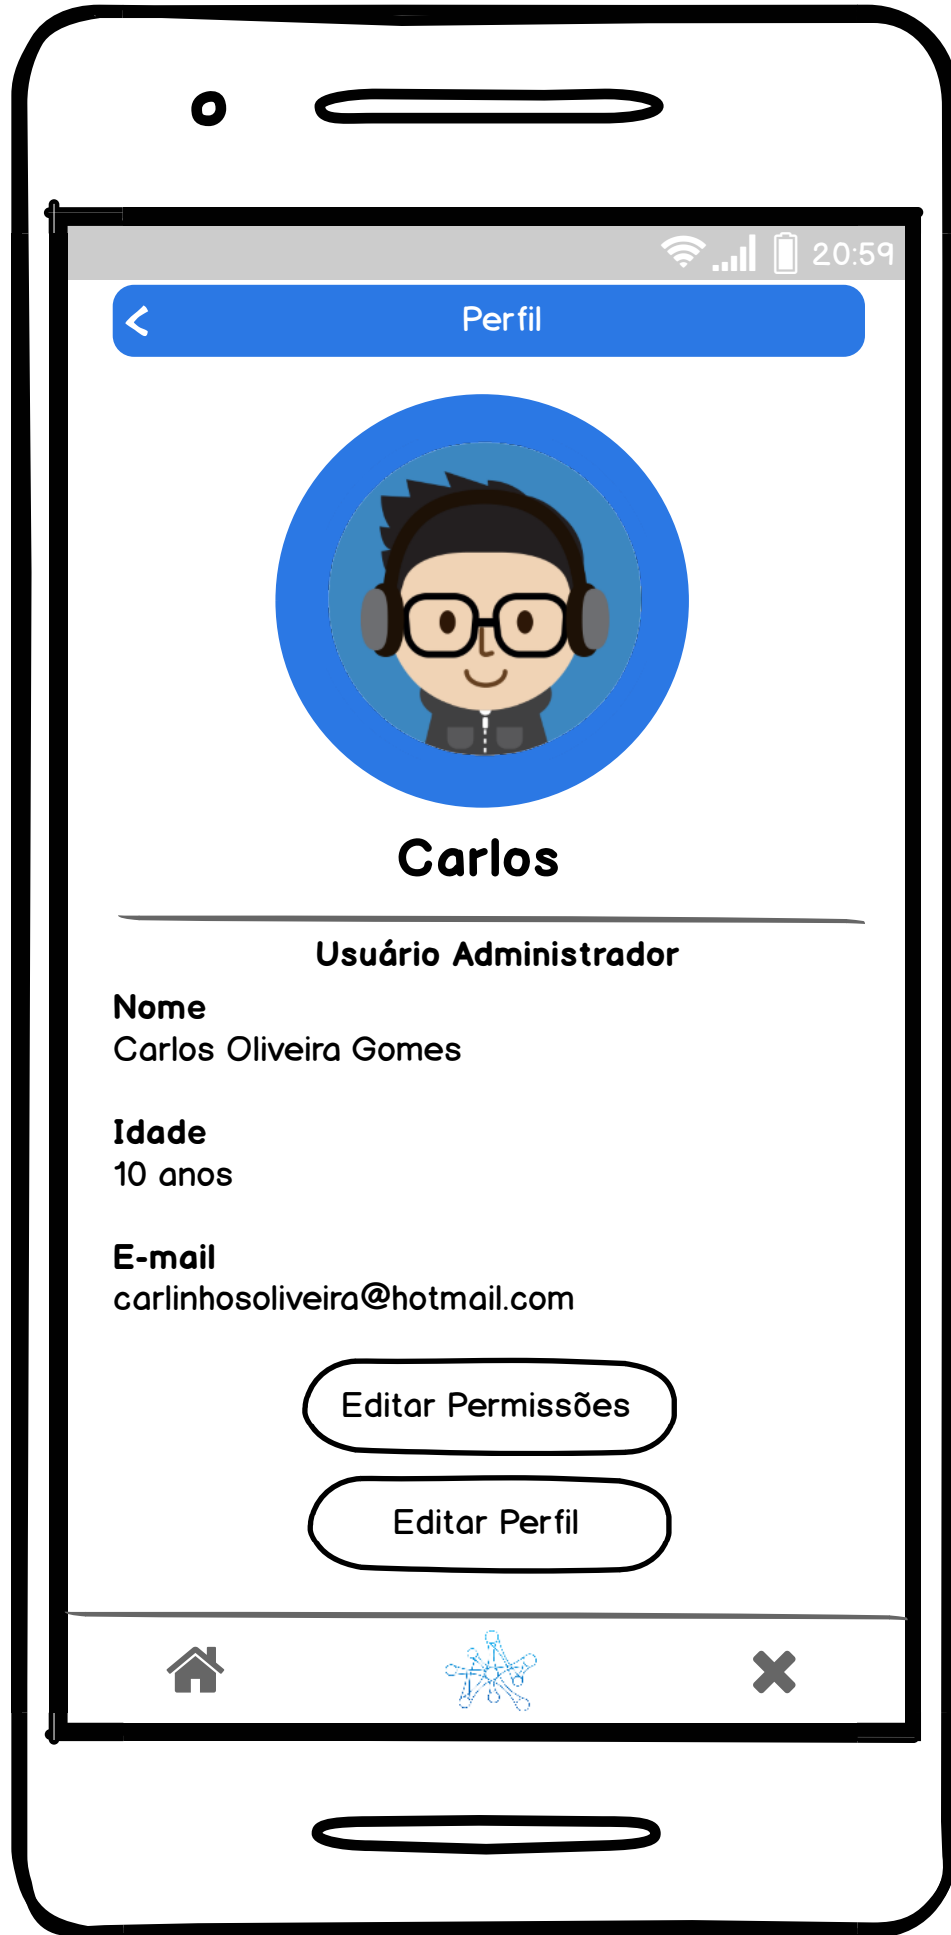 20:59
Perfil
Carlos
Usuário Administrador
Nome
Carlos Oliveira Gomes
Idade
10 anos
E-mail
carlinhosoliveira@hotmail.com
Editar Permissões
Editar Perfil